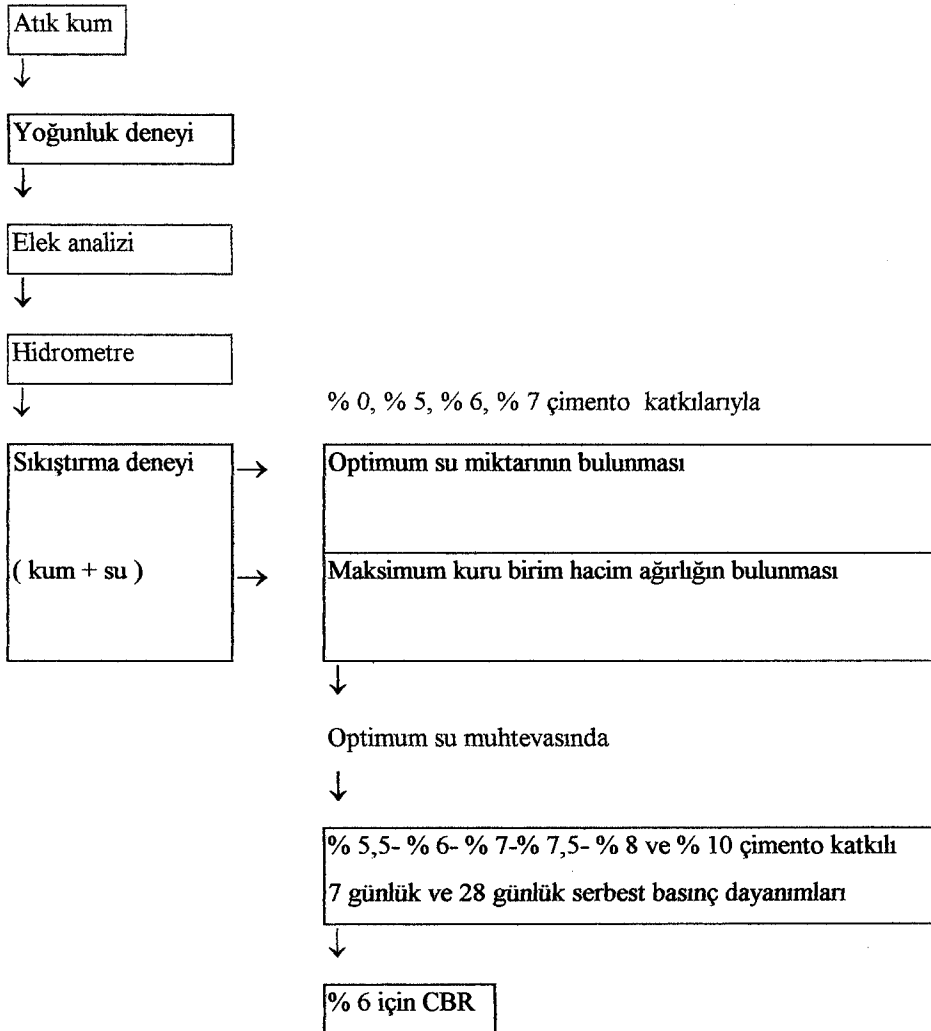 Atık kum
↓
Yoğunluk deneyi
↓
Elek analizi
↓
Hidrometre
↓
% 0, % 5, % 6, % 7 çimento katkılarıyla
Sıkıştırma deneyi → Optimum su miktarının bulunması
( kum + su ) → Maksimum kuru birim hacim ağırlığın bulunması
↓
Optimum su muhtevasında
↓
% 5,5- % 6- % 7-% 7,5- % 8 ve % 10 çimento katkılı
7 günlük ve 28 günlük serbest basınç dayanımları
↓
% 6 için CBR